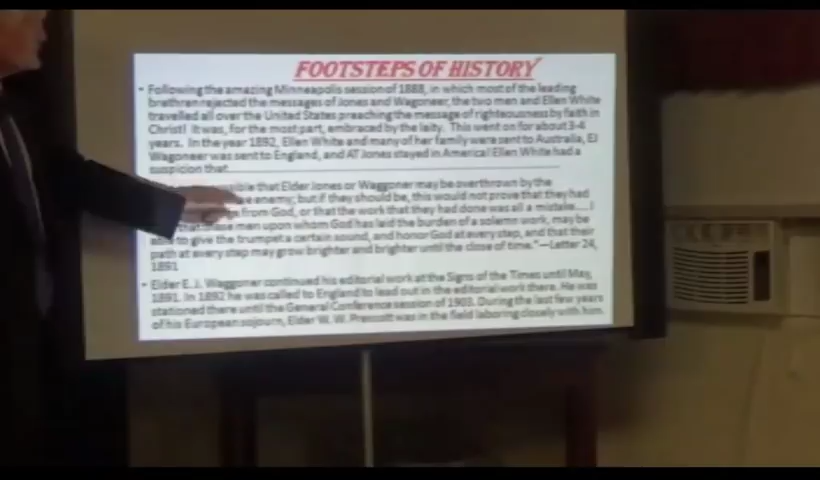 FOOTSTEPS OF HISTORY
• Following the amazing Minneapolis session of 1888, in which most of the leading
brethren rejected the messages of Jones and Wagoneer, the two men and Ellen White
travelled all over the United States preaching the message of righteousness by faith in
Christ! It was, for the most part, embraced by the laity. This went on for about 3-4
years. In the year 1892, Ellen White and many of her family were sent to Australia, EJ
Wagoneer was sent to England, and AT Jones stayed in America! Ellen White had a
suspicion that
that Elder Jones or Waggoner may be overthrown by the
enemy; but if they should be, this would not prove that they had
from God, or that the work that they had done was all a mistake.... I
men upon whom God has laid the burden of a solemn work, may be
able to give the trumpet a certain sound, and honor God at every step, and that their
path at every step may grow brighter and brighter until the close of time."—Letter 24,
1891
• Elder E. J. Waggoner continued his editorial work at the Signs of the Times until May,
1891. In 1892 he was called to England to lead out in the editorial work there. He was
stationed there until the General Conference session of 1903. During the last few years
of his European sojourn, Elder W. W. Prescott was in the field laboring closely with him.